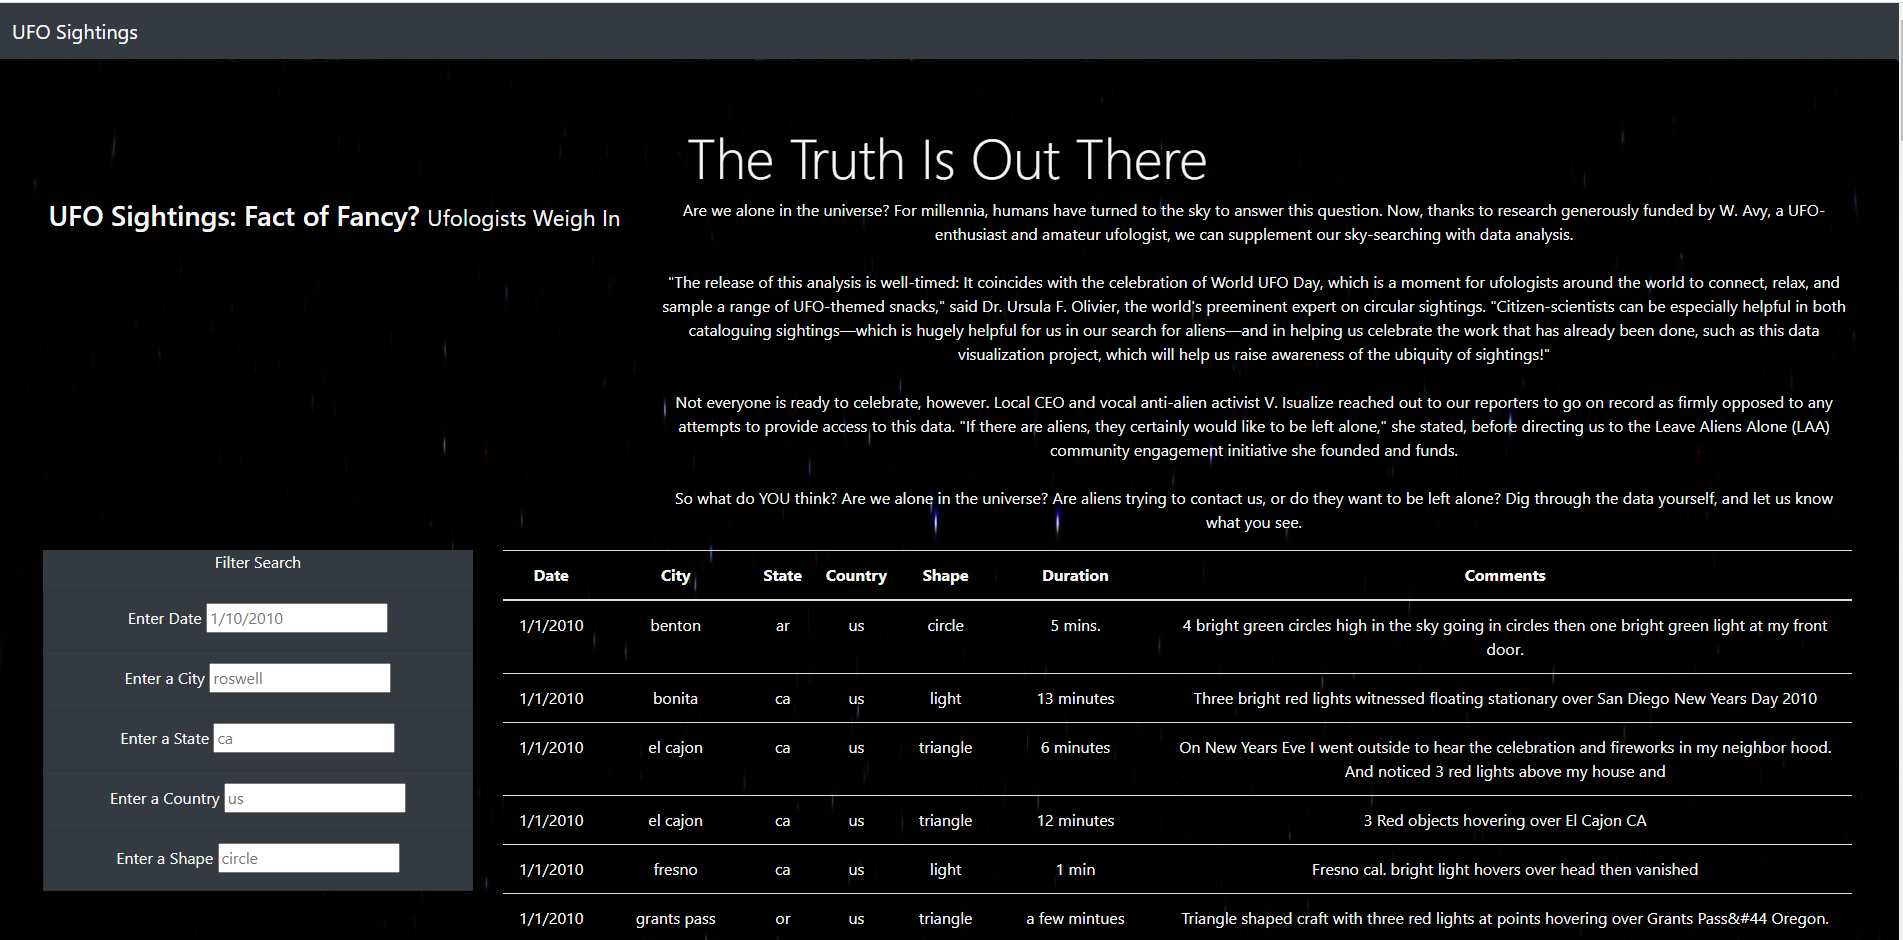 UFO Sightings
The Truth Is Out There
UFO Sightings: Fact of Fancy? Ufologists Weigh In
Are we alone in the universe? For millennia, humans have turned to the sky to answer this question. Now, thanks to research generously funded by W. Avy, a UFO-
enthusiast and amateur ufologist, we can supplement our sky-searching with data analysis.
"The release of this analysis is well-timed: It coincides with the celebration of World UFO Day, which is a moment for ufologists around the world to connect, relax, and
sample a range of UFO-themed snacks," said Dr. Ursula F. Olivier, the world's preeminent expert on circular sightings. "Citizen-scientists can be especially helpful in both
cataloguing sightings—which is hugely helpful for us in our search for aliens—and in helping us celebrate the work that has already been done, such as this data
visualization project, which will help us raise awareness of the ubiquity of sightings!"
Not everyone is ready to celebrate, however. Local CEO and vocal anti-alien activist V. Isualize reached out to our reporters to go on record as firmly opposed to any
attempts to provide access to this data. "If there are aliens, they certainly would like to be left alone," she stated, before directing us to the Leave Aliens Alone (LAA)
community engagement initiative she founded and funds.
So what do YOU think? Are we alone in the universe? Are aliens trying to contact us, or do they want to be left alone? Dig through the data yourself, and let us know
what you see.
Filter Search
Enter Date 1/10/2010
Enter a City roswell
Enter a State ca
Enter a Country us
Enter a Shape circle
Date City State Country Shape Duration Comments
1/1/2010 benton ar us circle 5 mins. 4 bright green circles high in the sky going in circles then one bright green light at my front
door.
1/1/2010 bonita ca us light 13 minutes Three bright red lights witnessed floating stationary over San Diego New Years Day 2010
1/1/2010 el cajon ca us triangle 6 minutes On New Years Eve I went outside to hear the celebration and fireworks in my neighbor hood.
And noticed 3 red lights above my house and
1/1/2010 el cajon ca us triangle 12 minutes 3 Red objects hovering over El Cajon CA
1/1/2010 fresno ca us light 1 min Fresno cal. bright light hovers over head then vanished
1/1/2010 grants pass or us triangle a few mintues Triangle shaped craft with three red lights at points hovering over Grants Pass&#44 Oregon.